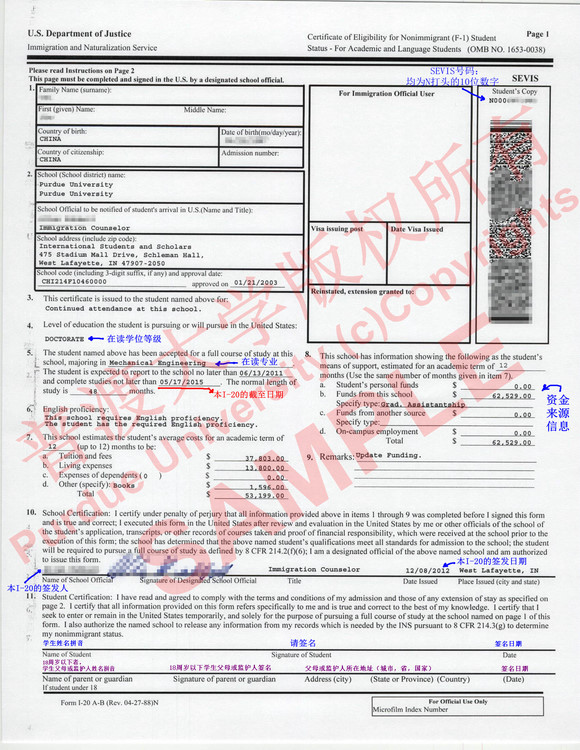 U.S. Department of Justice
Immigration and Naturalization Service
Certificate of Eligibility for Nonimmigrant (F-1) Student
Status - For Academic and Language Students (OMB NO. 1653-0038)
Page 1
Please read Instructions on Page 2
This page must be completed and signed in the U.S. by a designated school official.
SEVIS号码:
均为N打头的10位数字
SEVIS
1. Family Name (surname):
First (given) Name: Middle Name:
Country of birth: Date of birth(mo/day/year):
CHINA
Country of citizenship: Admission number:
CHINA
For Immigration Official User
Student's Copy
N000
2. School (School district) name:
Purdue University
Purdue University
School Official to be notified of student's arrival in U.S.(Name and Title):
Immigration Counselor
School address (include zip code):
International Students and Scholars
475 Stadium Mall Drive, Schleman Hall,
West Lafayette, IN 47907-2050
School code (including 3-digit suffix, if any) and approval date:
CHI214F10460000 approved on 01/21/2003
Visa issuing post Date Visa Issued
Reinstated, extension granted to:
3. This certificate is issued to the student named above for:
Continued attendance at this school.
4. Level of education the student is pursuing or will pursue in the United States:
DOCTORATE 在读学位等级
5. The student named above has been accepted for a full course of study at this
school, majoring in Mechanical Engineering 在读专业
The student is expected to report to the school no later than 06/13/2011
and complete studies not later than 05/17/2015. The normal length of
study is 48 months. 本I-20的截至日期
6. English proficiency:
This school requires English proficiency.
The student has the required English proficiency.
7. This school estimates the student's average costs for an academic term of
12 (up to 12) months to be:
a. Tuition and fees $ 37,803.00
b. Living expenses $ 13,800.00
c. Expenses of dependents ( 0 ) $ 0.00
d. Other (specify) Books $ 1,596.00
Total $ 53,199.00
8. This school has information showing the following as the student's
means of support, estimated for an academic term of 12
months (Use the same number of months given in item 7).
a. Student's personal funds $ 0.00
b. Funds from this school $ 62,529.00
Specify type: Grad. Assistantship
c. Funds from another source $ 0.00
Specify type:
d. On-campus employment $ 0.00
Total $ 62,529.00
资金
来源
信息
9. Remarks: Update Funding.
10. School Certification: I certify under penalty of perjury that all information provided above in items 1 through 9 was completed before I signed this form
and is true and correct; I executed this form in the United States after review and evaluation in the United States by me or other officials of the school of
the student's application, transcripts or other records of courses taken and proof of financial responsibility, which were received at the school prior to the
execution of this form; the school has determined that the above named student's qualifications meet all standards for admission to the school; the student
will be required to pursue a full course of study as defined by 8 CFR 214.2(f)(6); I am a designated official of the above named school and am authorized
to issue this form.
本I-20的签发日期
Immigration Counselor 12/08/2012 West Lafayette, IN
本I-20的签发人
Name of School Official Signature of Designated School Official Title Date Issued Place Issued (city and state)
11. Student Certification: I have read and agreed to comply with the terms and conditions of my admission and those of any extension of stay as specified on
page 2. I certify that all information provided on this form refers specifically to me and is true and correct to the best of my knowledge. I certify that I
seek to enter or remain in the United States temporarily, and solely for the purpose of pursuing a full course of study at the school named on page 1 of this
form. I also authorize the named school to release any information from my records which is needed by the INS pursuant to 8 CFR 214.3(g) to determine
my nonimmigrant status.
学生姓名拼音 请签名 签名日期
Name of Student Signature of Student Date
18周岁以下者,
学生父母或监护人姓名拼音 18周岁以下学生父母或监护人签名 父母或监护人所在地址(城市, 省, 国家) 签名日期
Name of parent or guardian Signature of parent or guardian Address (city) (State or Province) (Country) (Date)
If student under 18
Form I-20 A-B (Rev. 04-27-88)N
For Official Use Only
Microfilm Index Number
普渡大学版权所有
Purdue University (c)Copyrights
SAMPLE